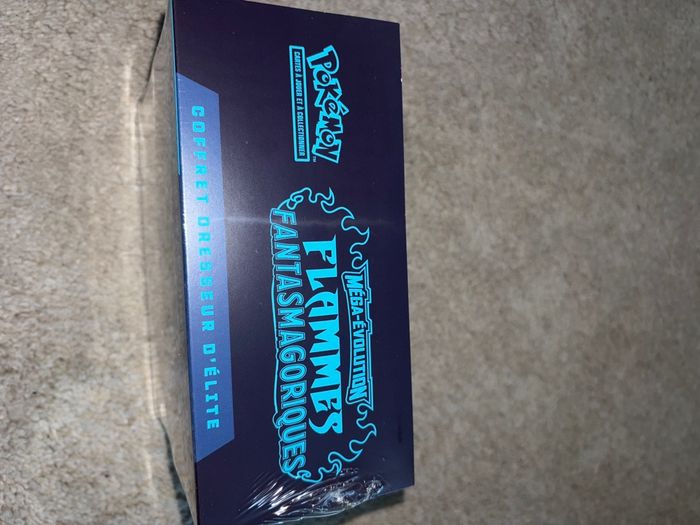 POKéMON
CARTES À JOUER ET À COLLECTIONNER
MÉGA-ÉVOLUTION
FLAMMES
FANTASMAGORIQUES
COFFRET DRESSEUR D'ÉLITE